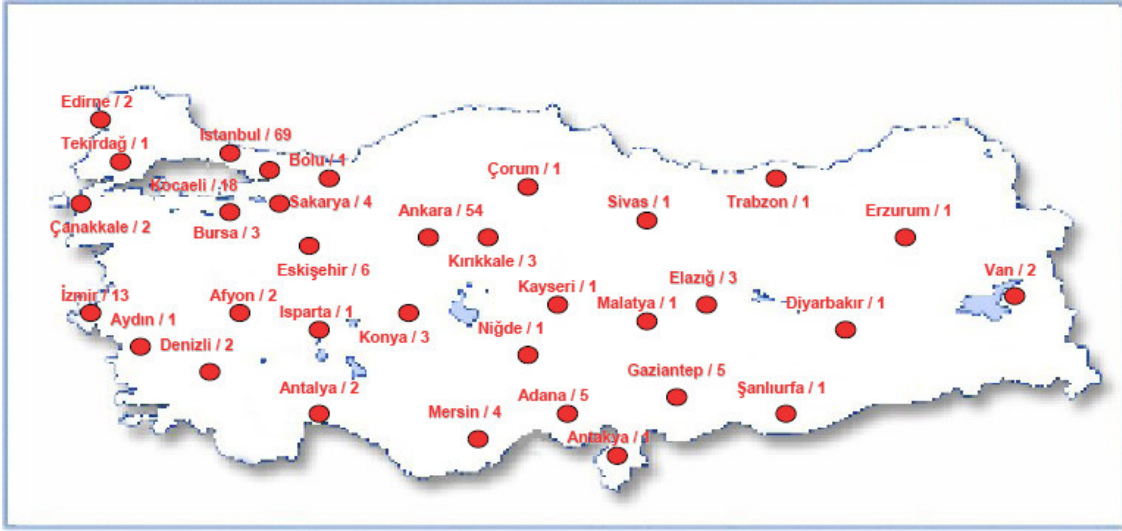 Edirne / 2
Tekirdağ / 1
Istanbul / 69
Bolu / 1
Kocaeli / 18
Sakarya / 4
Çanakkale / 2
Bursa / 3
Çorum / 1
Ankara / 54
Sivas / 1
Trabzon / 1
Erzurum / 1
Eskişehir / 6
Kırıkkale / 3
İzmir / 13
Afyon / 2
Isparta / 1
Kayseri / 1
Elazığ / 3
Malatya / 1
Diyarbakır / 1
Van / 2
Aydın / 1
Konya / 3
Niğde / 1
Denizli / 2
Antalya / 2
Gaziantep / 5
Şanlıurfa / 1
Mersin / 4
Adana / 5
Antakya / 1